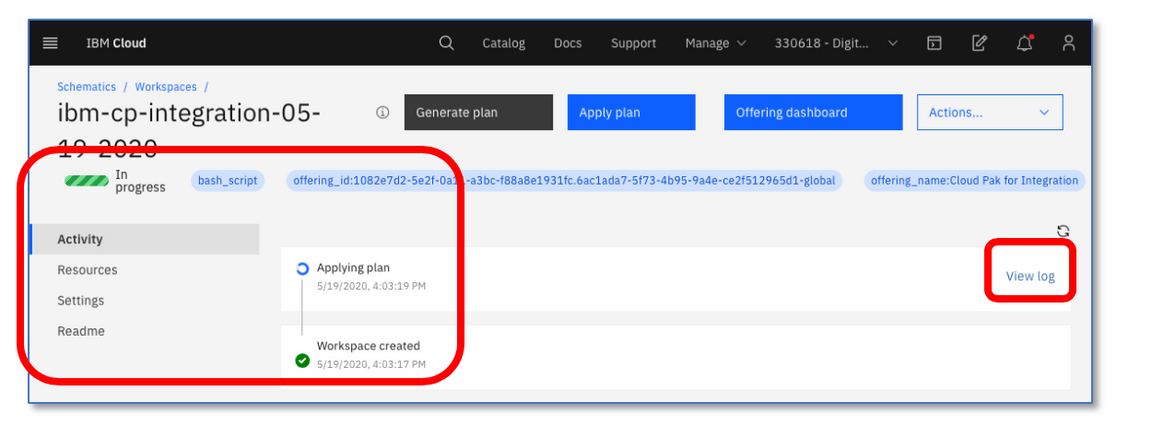 IBM Cloud Catalog Docs Support Manage 330618 - Digit...
Schematics / Workspaces /
ibm-cp-integration-05-
19-2020
Generate plan Apply plan Offering dashboard Actions...
In
progress
bash_script offering_id:1082e7d2-5e2f-0a -a3bc-f88a8e1931fc.6ac1ada7-5f73-4b95-9a4e-ce2f512965d1-global offering_name:Cloud Pak for Integration
Activity
Resources
Settings
Readme
Applying plan
5/19/2020, 4:03:19 PM
View log
Workspace created
5/19/2020, 4:03:17 PM